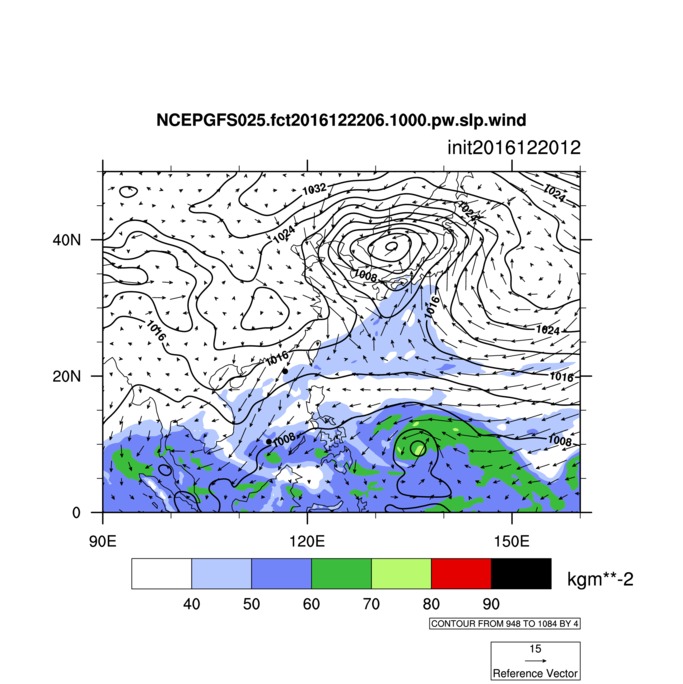 NCEPGFS025.fct2016122206.1000.pw.slp.wind
init2016122012
1032
1024
1024
1024
40N
1008
1016
1016
1024
1016
20N
1016
1008
1008
0
90E 120E 150E
kgm**-2
40 50 60 70 80 90
CONTOUR FROM 948 TO 1084 BY 4
15
Reference Vector